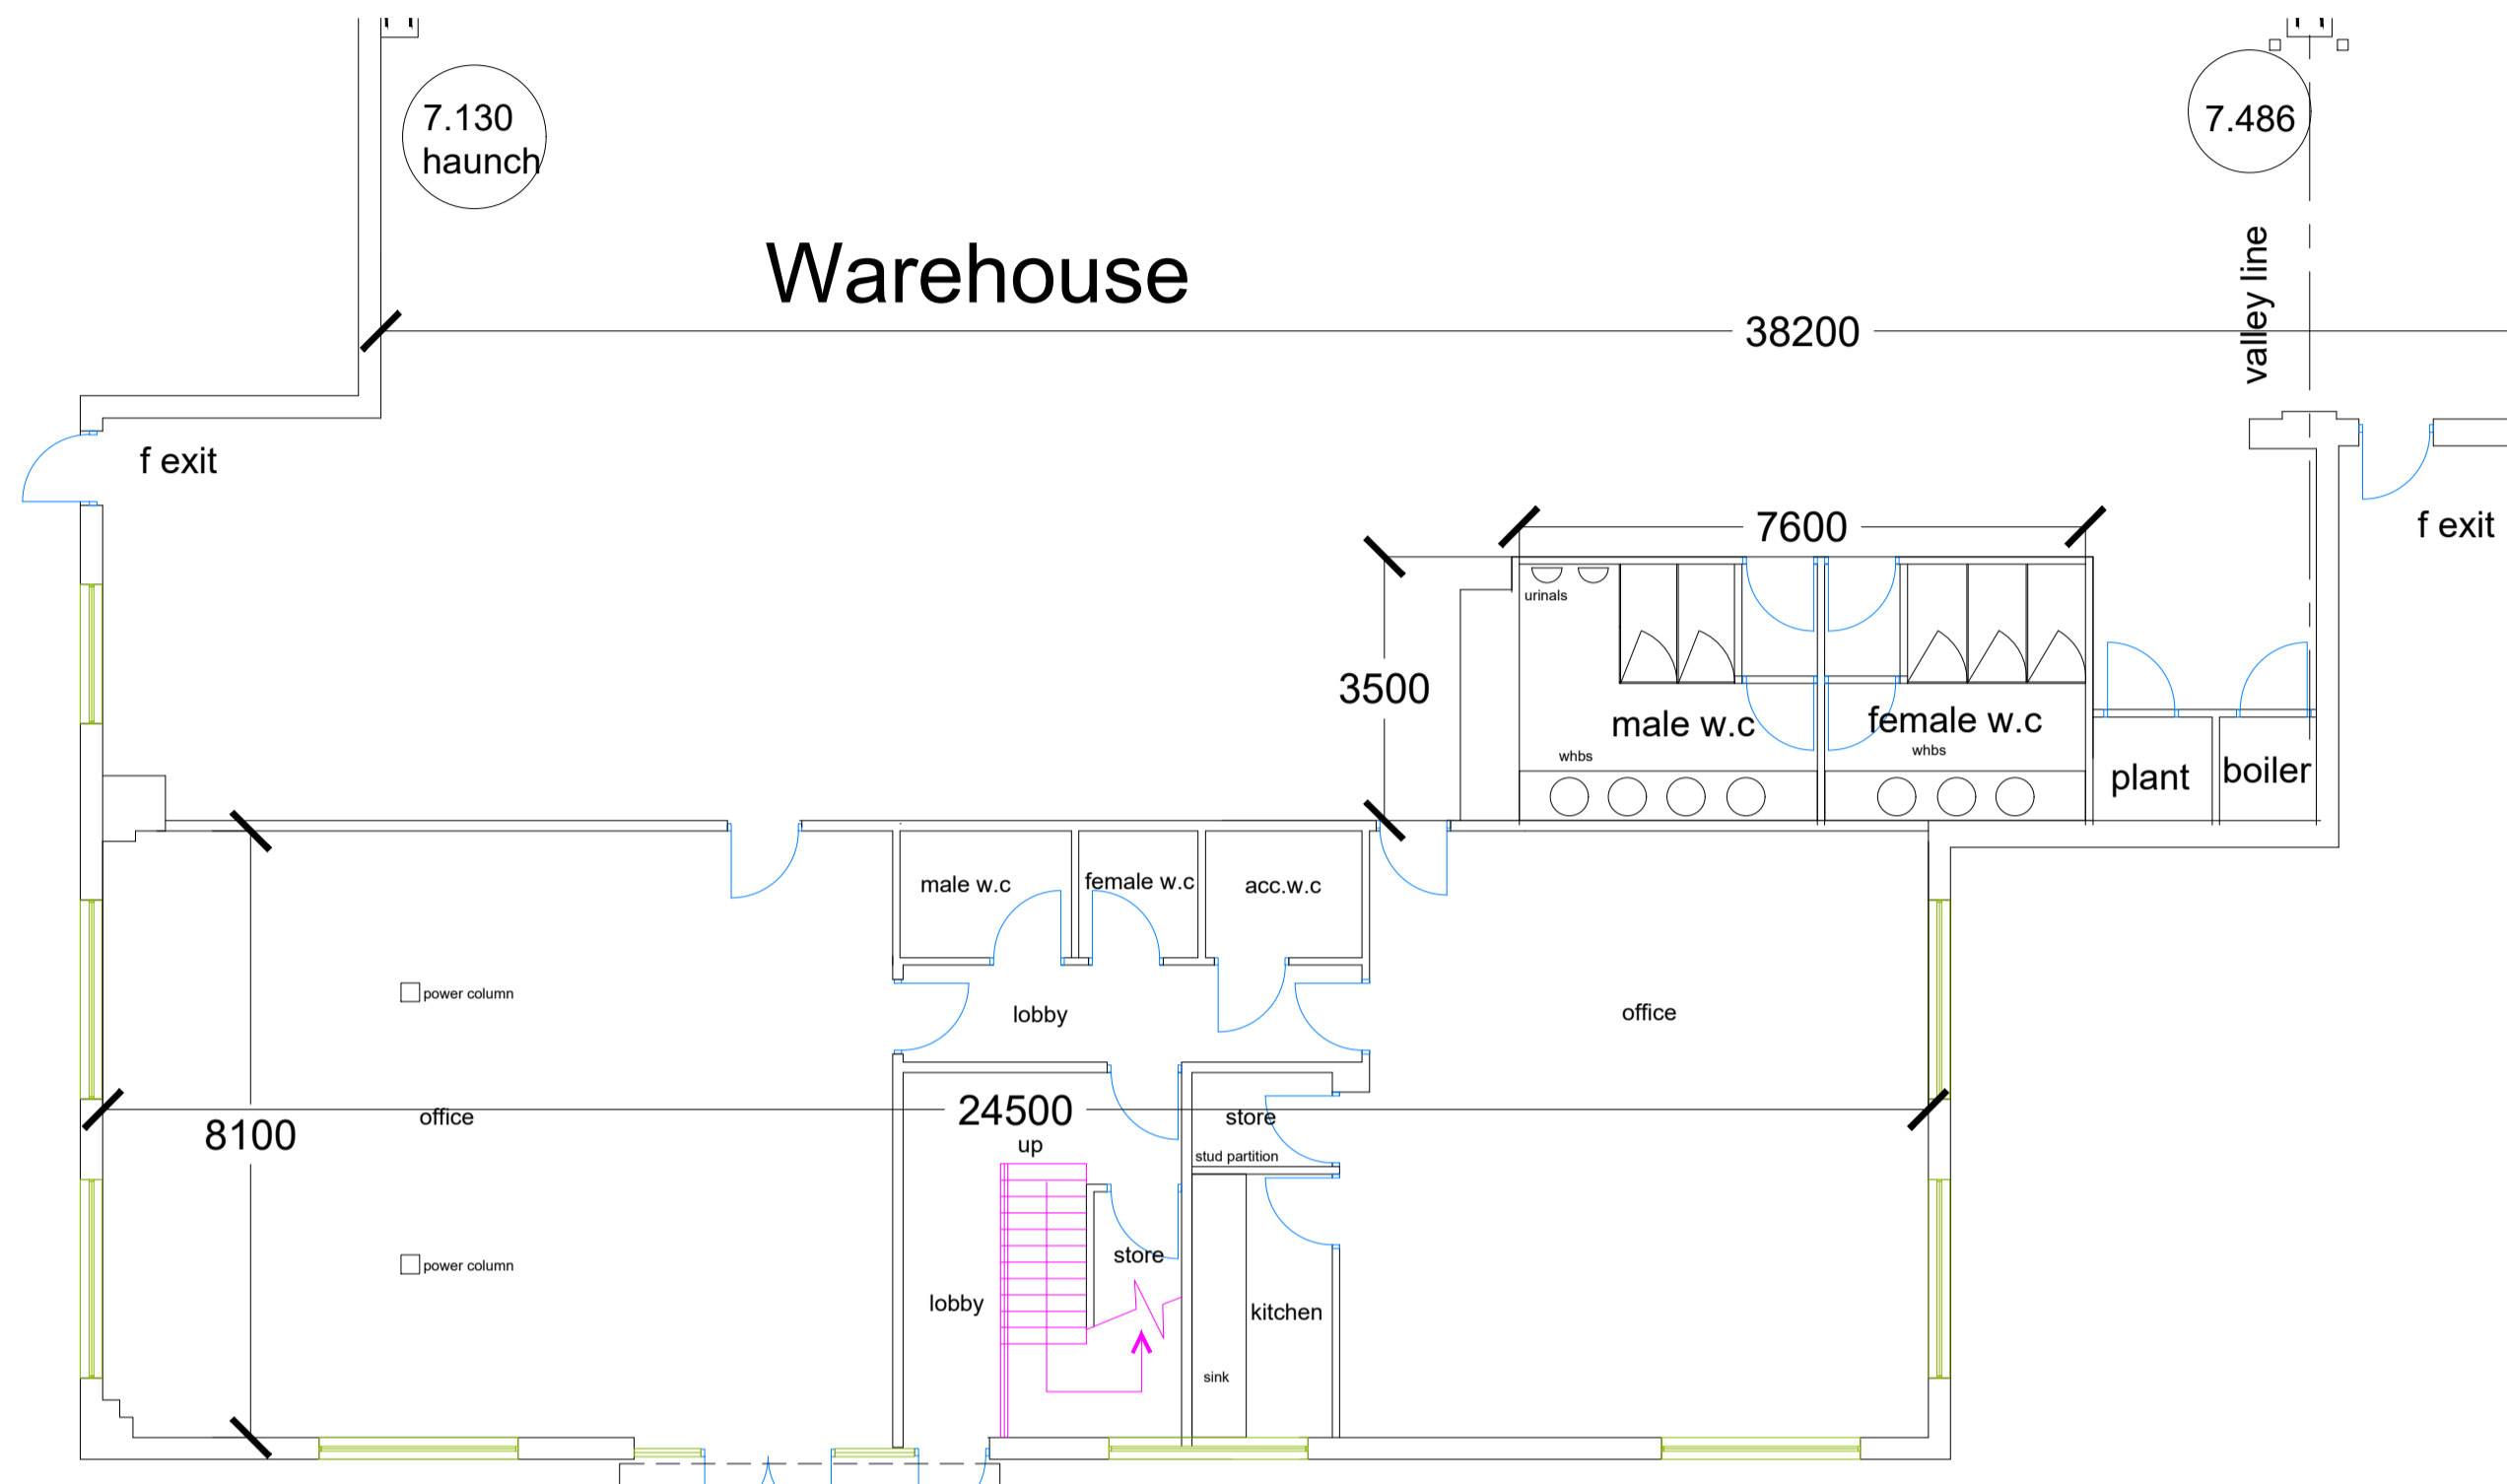 7.130
haunch
7.486
Warehouse
valley line
38200
f exit
f exit
7600
urinals
3500
male w.c
female w.c
whbs
whbs
plant
boiler
male w.c
female w.c
acc.w.c
power column
lobby
office
office
24500
store
8100
up
stud partition
store
power column
lobby
kitchen
sink